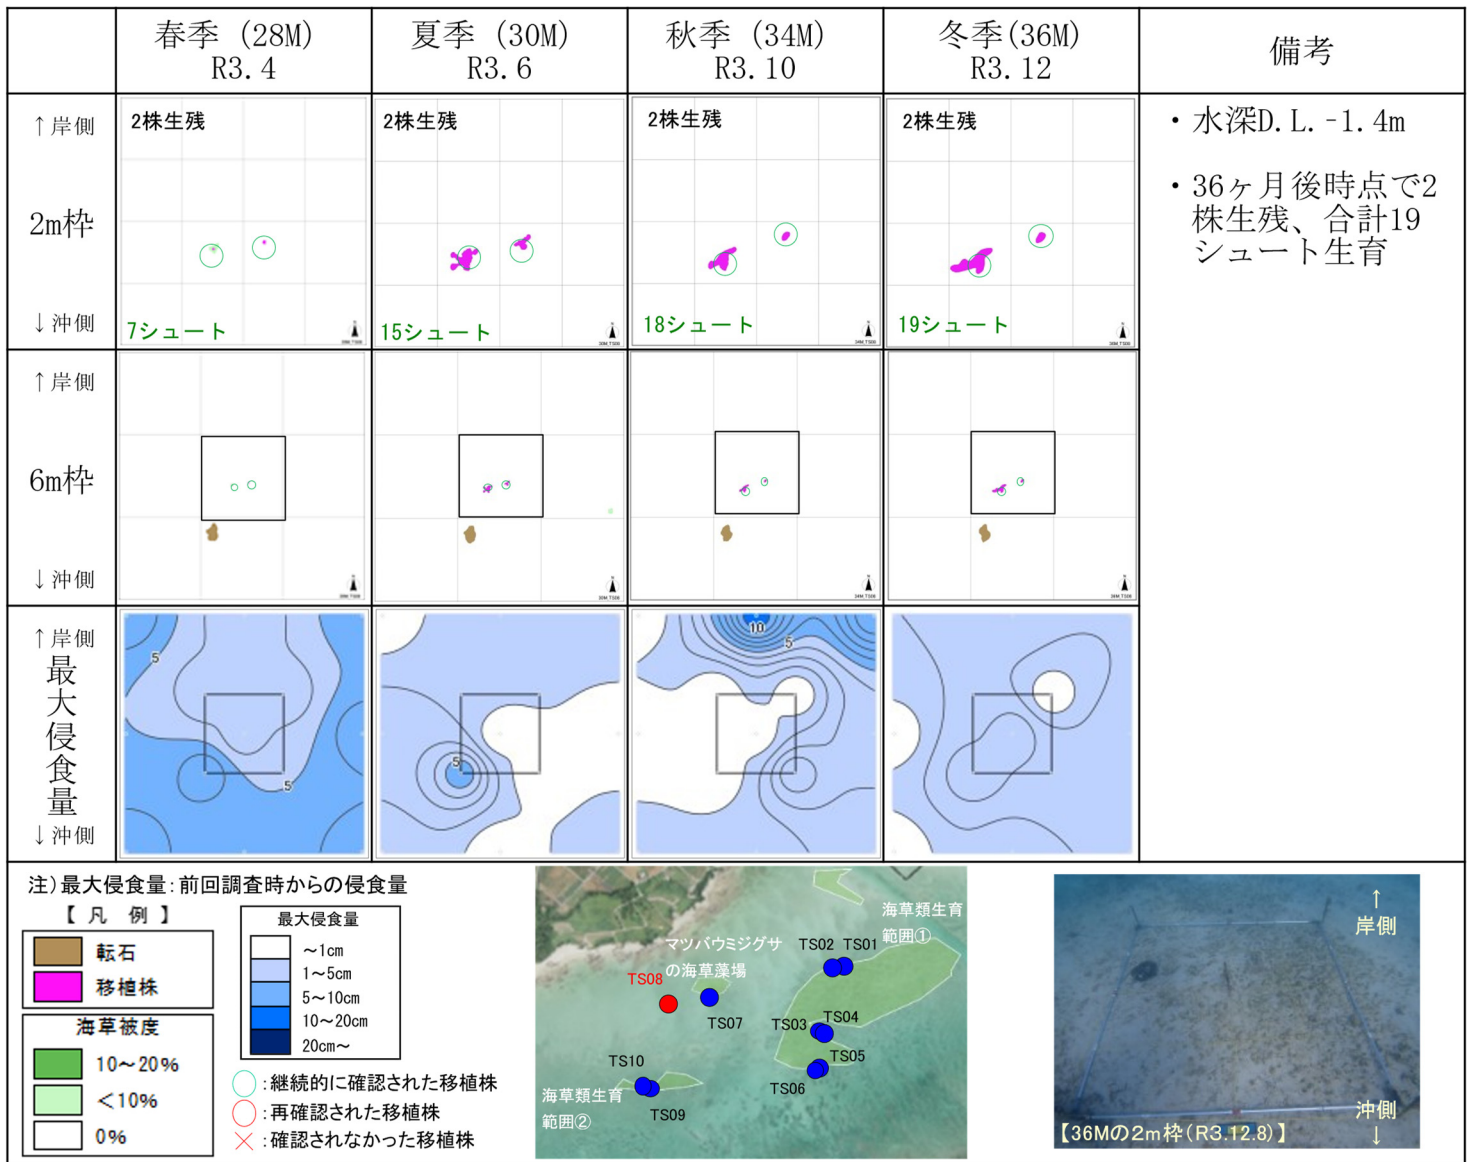 春季 (28M)
R3.4
夏季 (30M)
R3.6
秋季 (34M)
R3.10
冬季(36M)
R3.12
備考
↑岸側
2m枠
↓沖側
2株生残
7シュート
2株生残
15シュート
2株生残
18シュート
2株生残
19シュート
・水深D.L.-1.4m
・36ヶ月後時点で2
株生残、合計19
シュート生育
↑岸側
6m枠
↓沖側
↑岸側
最大侵食量
↓沖側
5
5
5
10
5
注)最大侵食量:前回調査時からの侵食量
【 凡 例 】
転石
移植株
海草被度
10~20%
<10%
0%
最大侵食量
~1cm
1~5cm
5~10cm
10~20cm
20cm~
:継続的に確認された移植株
:再確認された移植株
:確認されなかった移植株
海草類生育
範囲①
マツバウミジグサ
の海草藻場
TS02
TS01
TS08
TS07
TS03
TS04
TS05
TS06
TS10
TS09
海草類生育
範囲②
↑
岸側
沖側
↓
【36Mの2m枠(R3.12.8)】